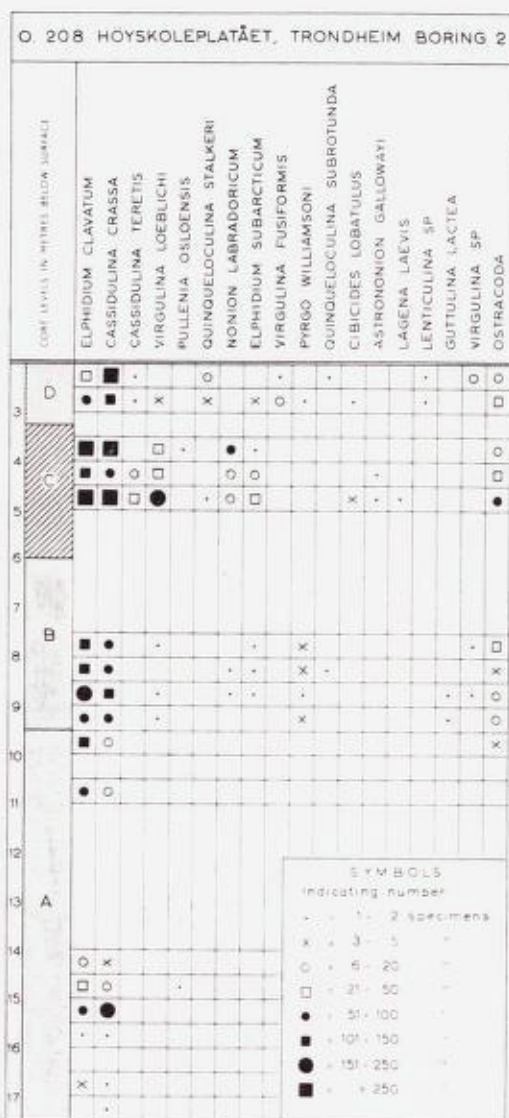 O. 208 HÖYSKOLEPLATÅET, TRONDHEIM BORING 2
CORE LEVELS IN METRES BELOW SURFACE
ELPHIDIUM CLAVATUM
CASSIDULINA CRASSA
CASSIDULINA TERETIS
VIRGULINA LOEBLICHI
PULLENIA OSLOENSIS
QUINQUELOCULINA STALKERI
NONION LABRADORICUM
ELPHIDIUM SUBARCTICUM
VIRGULINA FUSIFORMIS
PYRGO WILLIAMSONI
QUINQUELOCULINA SUBROTUNDA
CIBICIDES LOBATULUS
ASTRONONION GALLOWAYI
LAGENA LAEVIS
LENTICULINA SP
GUTTULINA LACTEA
VIRGULINA SP
OSTRACODA
D
3
4
C
5
6
7
B
8
9
10
11
12
13
A
14
15
16
17
SYMBOLS
Indicating number
1 - 2 specimens
3 - 5 "
6 - 20 "
21 - 50 "
51 - 100 "
101 - 150 "
151 - 250 "
+ 250 "